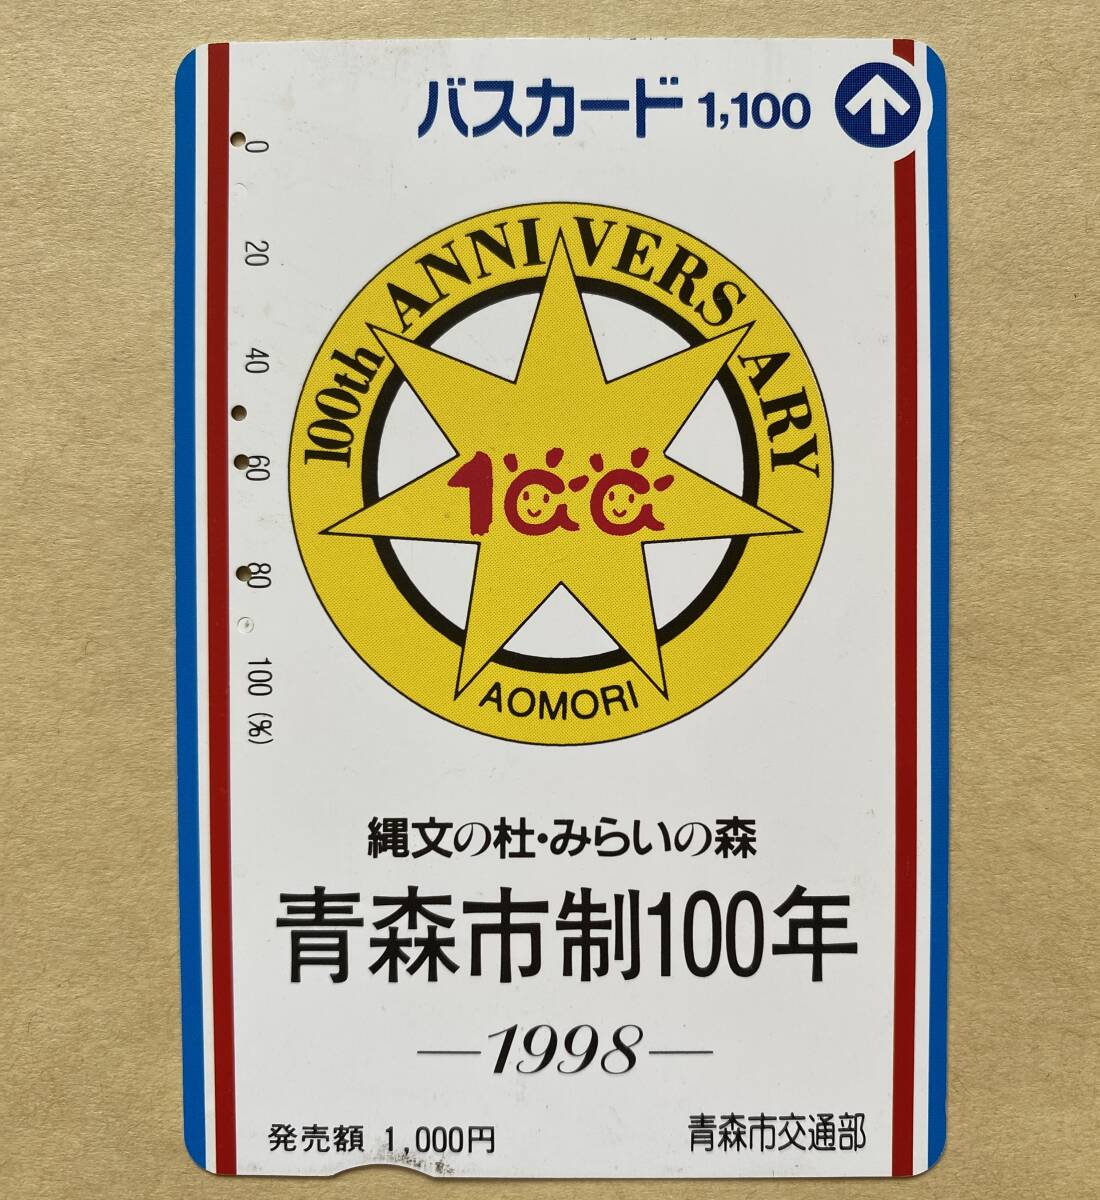 バスカード 1,100
0
20
40
60
80
100 (%)
100th ANNIVERSARY
100
AOMORI
縄文の杜・みらいの森
青森市制100年
—1998—
発売額 1,000円
青森市交通部